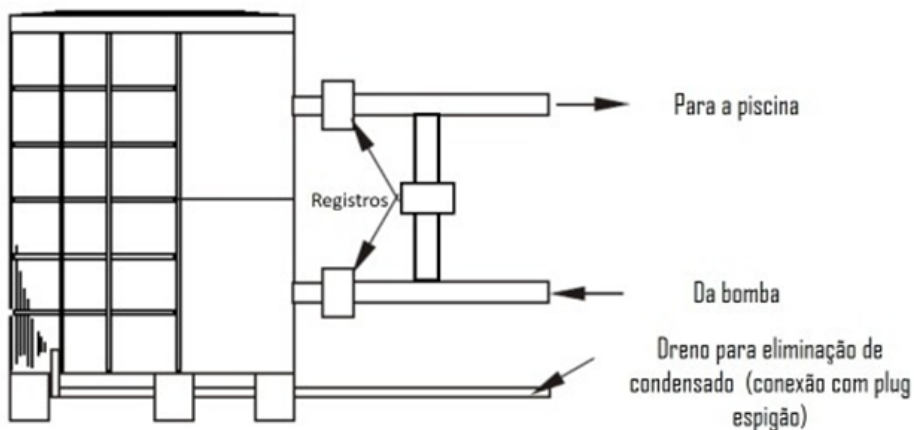 Para a piscina
Registros
Da bomba
Dreno para eliminação de
condensado (conexão com plug
espigão)